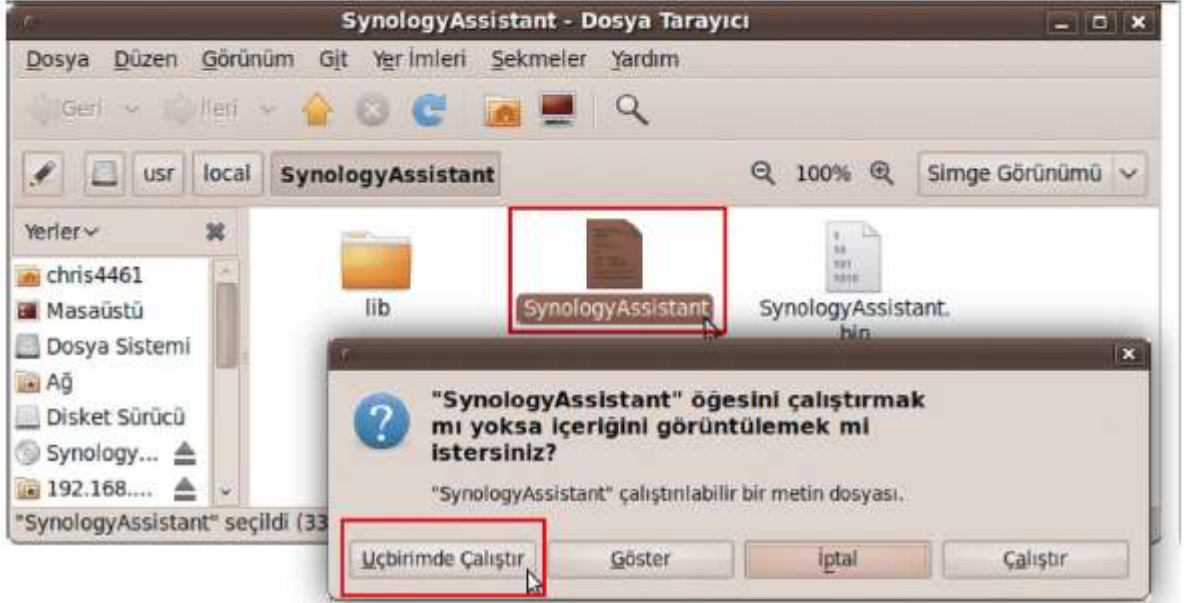 SynologyAssistant - Dosya Tarayıcı
Dosya Düzen Görünüm Git Yer İmleri Sekmeler Yardım
Geri İleri
usr local SynologyAssistant 100% Simge Görünümü
Yerler
chris4461
Masaüstü
Dosya Sistemi
Ağ
Disket Sürücü
Synology...
192.168....
lib
SynologyAssistant
SynologyAssistant.
bin
"SynologyAssistant" seçildi (33
"SynologyAssistant" öğesini çalıştırmak
mı yoksa içeriğini görüntülemek mi
istersiniz?
"SynologyAssistant" çalıştırılabilir bir metin dosyası.
Uçbirimde Çalıştır Göster İptal Çalıştır